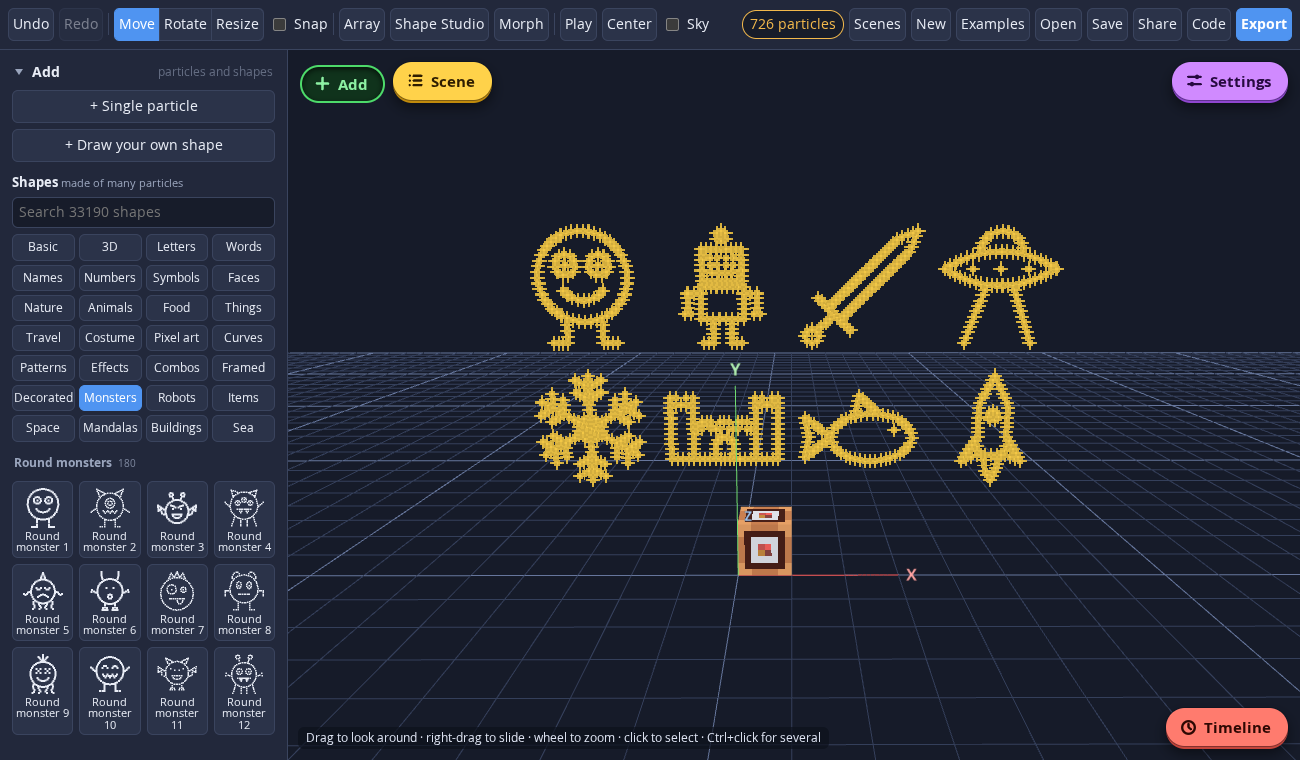 Undo Redo Move Rotate Resize Snap Array Shape Studio Morph Play Center Sky 726 particles Scenes New Examples Open Save Share Code Export
Add particles and shapes
+ Single particle
+ Draw your own shape
Shapes made of many particles
Search 33190 shapes
Basic 3D Letters Words
Names Numbers Symbols Faces
Nature Animals Food Things
Travel Costume Pixel art Curves
Patterns Effects Combos Framed
Decorated Monsters Robots Items
Space Mandalas Buildings Sea
Round monsters 180
Round monster 1
Round monster 2
Round monster 3
Round monster 4
Round monster 5
Round monster 6
Round monster 7
Round monster 8
Round monster 9
Round monster 10
Round monster 11
Round monster 12
+ Add
Scene
Settings
Y
Z
X
Drag to look around · right-drag to slide · wheel to zoom · click to select · Ctrl+click for several
Timeline